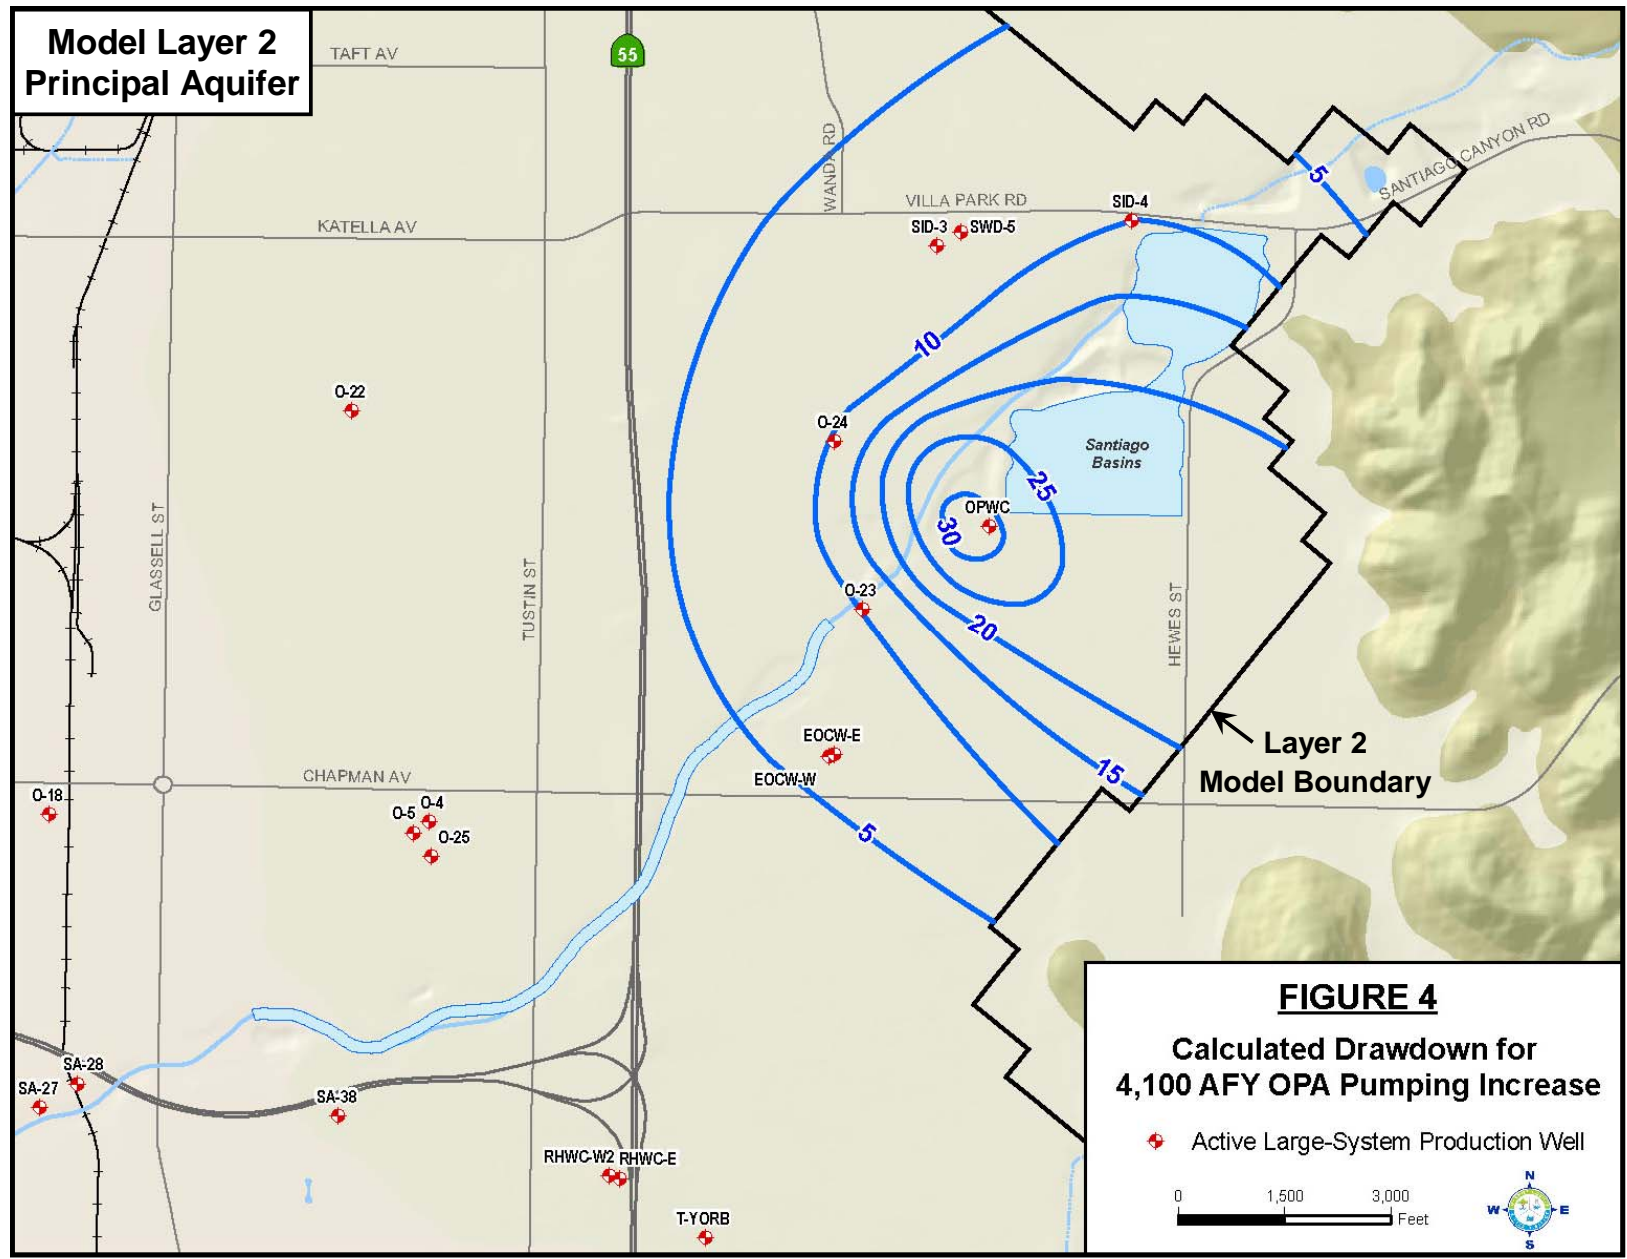 Model Layer 2
Principal Aquifer
TAFT AV
55
WANDA RD
SANTIAGO CANYON RD
5
VILLA PARK RD
SID-4
KATELLA AV
SID-3
SWD-5
10
O-22
O-24
Santiago
Basins
25
OPWC
30
GLASSELL ST
TUSTIN ST
O-23
HEWES ST
20
EOCW-E
Layer 2
Model Boundary
EOCW-W
15
CHAPMAN AV
O-18
O-4
O-5
O-25
5
FIGURE 4
Calculated Drawdown for
4,100 AFY OPA Pumping Increase
SA-28
SA-27
SA-38
Active Large-System Production Well
RHWC-W2
RHWC-E
N
0
1,500
3,000
Feet
W
E
S
T-YORB